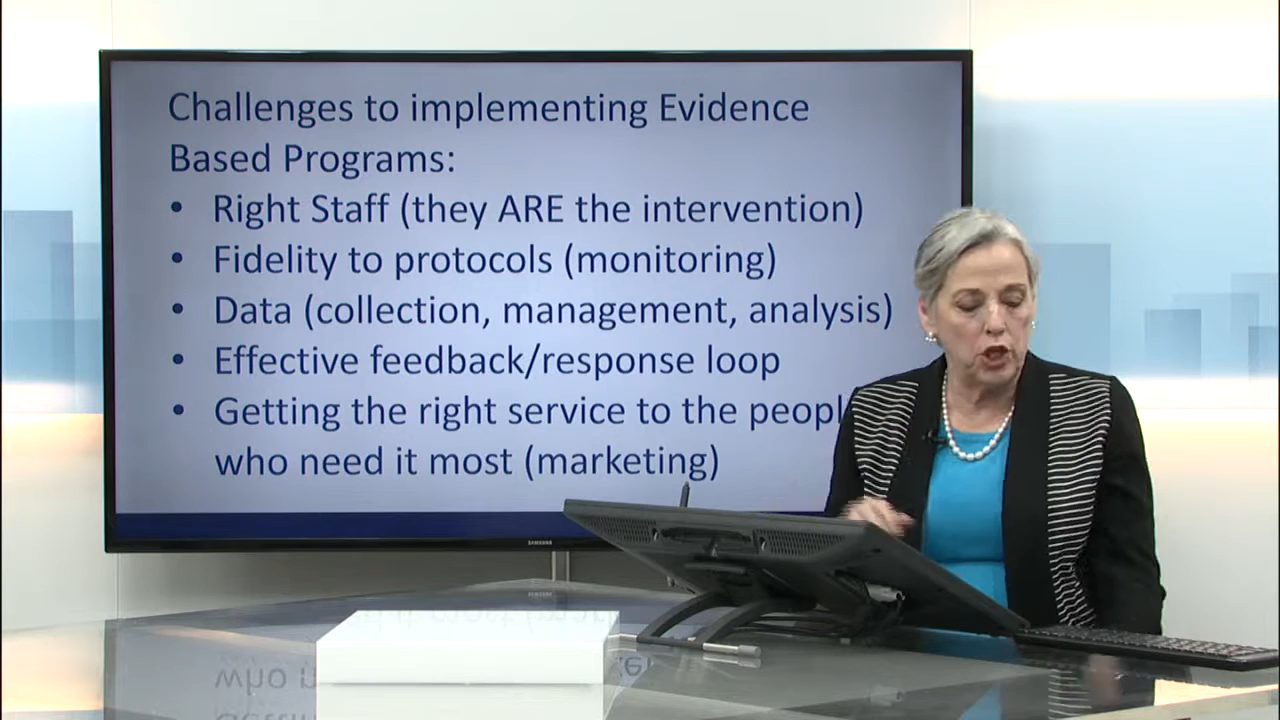 Challenges to implementing Evidence
Based Programs:
• Right Staff (they ARE the intervention)
• Fidelity to protocols (monitoring)
• Data (collection, management, analysis)
• Effective feedback/response loop
• Getting the right service to the peopl
who need it most (marketing)
SAMSUNG